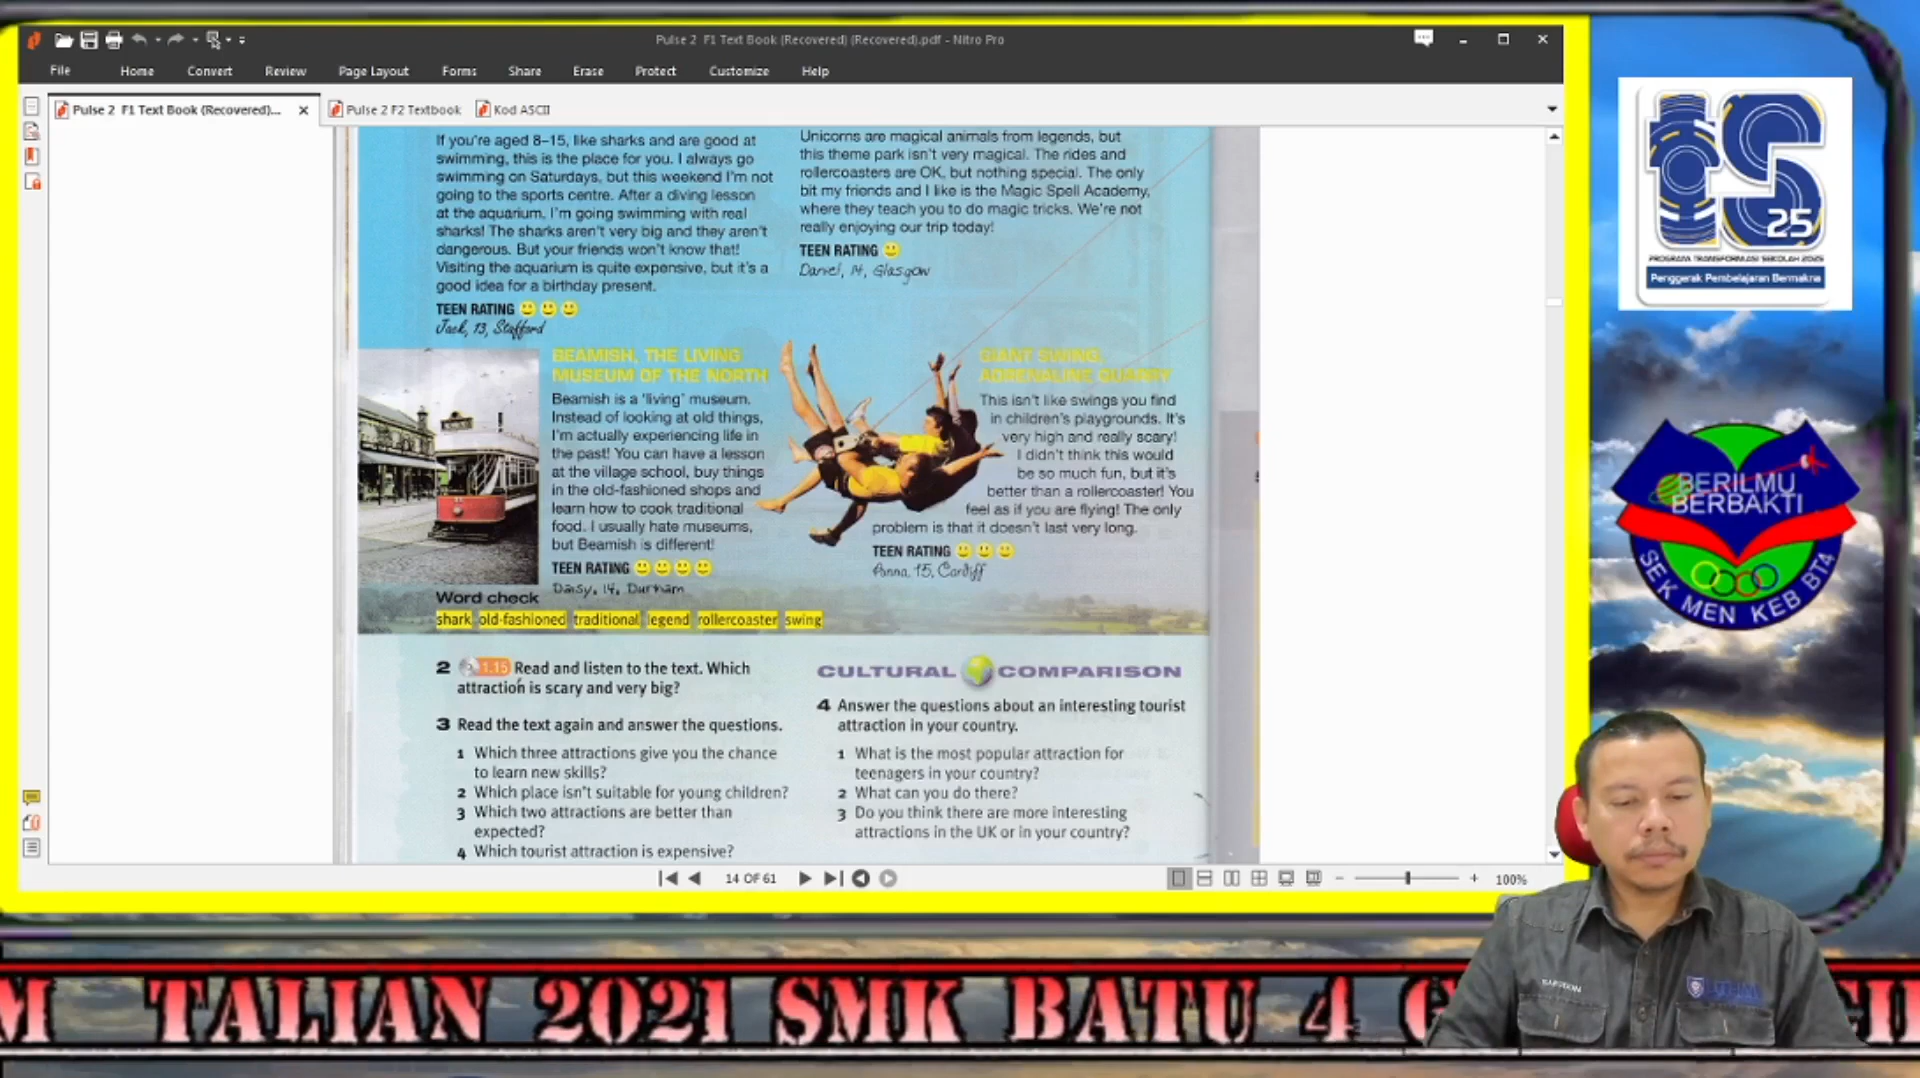 Pulse 2 F1 Text Book (Recovered) (Recovered).pdf - Nitro Pro
File Home Convert Review Page Layout Forms Share Erase Protect Customize Help
Pulse 2 F1 Text Book (Recovered)...
Pulse 2 F2 Textbook
Kod ASCII
If you're aged 8–15, like sharks and are good at
swimming, this is the place for you. I always go
swimming on Saturdays, but this weekend I'm not
going to the sports centre. After a diving lesson
at the aquarium, I'm going swimming with real
sharks! The sharks aren't very big and they aren't
dangerous. But your friends won't know that!
Visiting the aquarium is quite expensive, but it's a
good idea for a birthday present.
TEEN RATING
Jack, 13, Stafford
Unicorns are magical animals from legends, but
this theme park isn't very magical. The rides and
rollercoasters are OK, but nothing special. The only
bit my friends and I like is the Magic Spell Academy,
where they teach you to do magic tricks. We're not
really enjoying our trip today!
TEEN RATING
Daniel, 14, Glasgow
BEAMISH, THE LIVING
MUSEUM OF THE NORTH
Beamish is a 'living' museum.
Instead of looking at old things,
I'm actually experiencing life in
the past! You can have a lesson
at the village school, buy things
in the old-fashioned shops and
learn how to cook traditional
food. I usually hate museums,
but Beamish is different!
TEEN RATING
Daisy, 14, Durham
GIANT SWING,
ADRENALINE QUARRY
This isn't like swings you find
in children's playgrounds. It's
very high and really scary!
I didn't think this would
be so much fun, but it's
better than a rollercoaster! You
feel as if you are flying! The only
problem is that it doesn't last very long.
TEEN RATING
Anna, 15, Cardiff
Word check
shark old-fashioned traditional legend rollercoaster swing
2 1.15 Read and listen to the text. Which
attraction is scary and very big?
3 Read the text again and answer the questions.
1 Which three attractions give you the chance
to learn new skills?
2 Which place isn't suitable for young children?
3 Which two attractions are better than
expected?
4 Which tourist attraction is expensive?
CULTURAL COMPARISON
4 Answer the questions about an interesting tourist
attraction in your country.
1 What is the most popular attraction for
teenagers in your country?
2 What can you do there?
3 Do you think there are more interesting
attractions in the UK or in your country?
14 OF 61
100%
tS
25
PROGRAM TRANSFORMASI SEKOLAH 2025
Penggerak Pembelajaran Bermakna
BERILMU
BERBAKTI
SEK MEN KEB BT4
M TALIAN 2021 SMK BATU 4 G